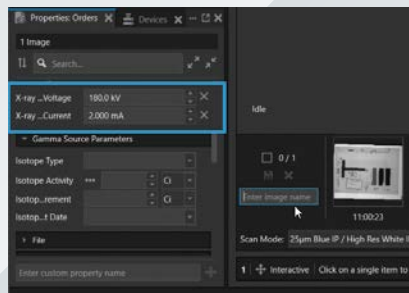 Properties: Orders
Devices
1 Image
Search...
X-ray ...Voltage 180.0 kV
X-ray ...Current 2.000 mA
Gamma Source Parameters
Isotope Type
Isotope Activity ••• Ci
Isotop...rement Ci
Isotop...t Date
File
Enter custom property name
Idle
0 / 1
Enter image name
11:00:23
Scan Mode: 25µm Blue IP / High Res White I
1 Interactive Click on a single item to